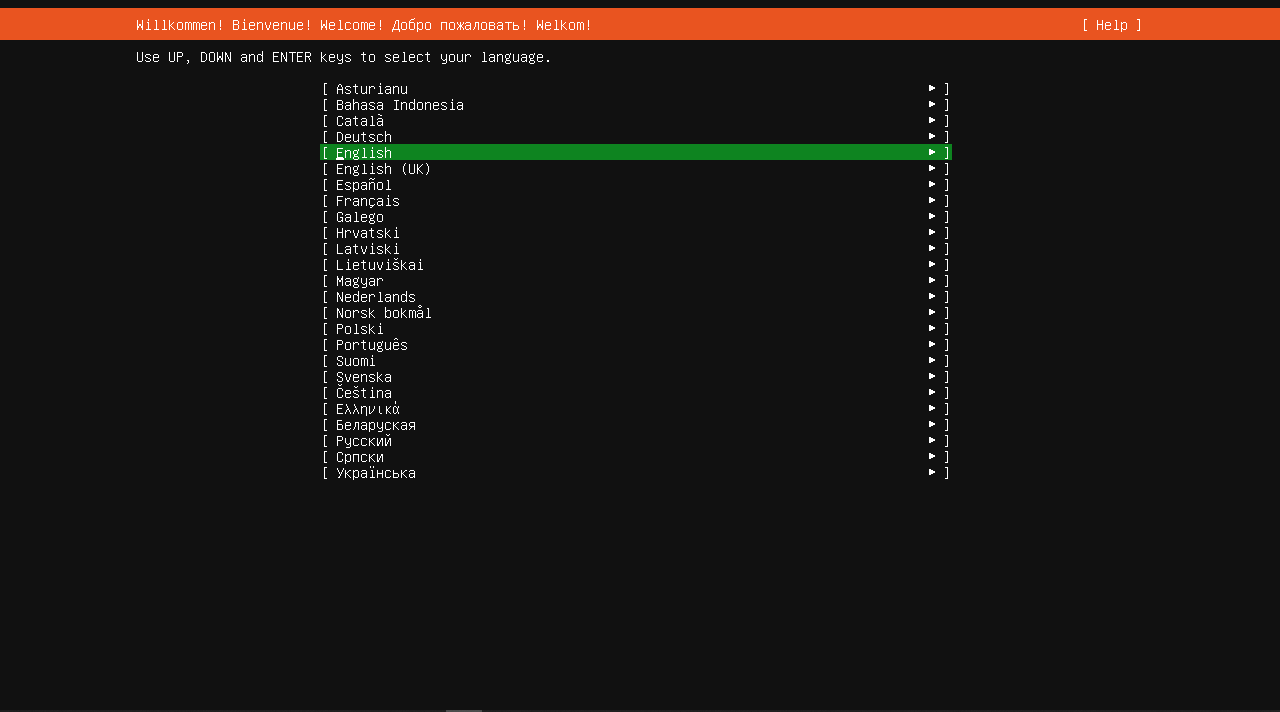 Willkommen! Bienvenue! Welcome! Добро пожаловать! Welkom! [ Help ]
Use UP, DOWN and ENTER keys to select your language.
[ Asturianu ► ]
[ Bahasa Indonesia ► ]
[ Català ► ]
[ Deutsch ► ]
[ English ► ]
[ English (UK) ► ]
[ Español ► ]
[ Français ► ]
[ Galego ► ]
[ Hrvatski ► ]
[ Latviski ► ]
[ Lietuviškai ► ]
[ Magyar ► ]
[ Nederlands ► ]
[ Norsk bokmål ► ]
[ Polski ► ]
[ Português ► ]
[ Suomi ► ]
[ Svenska ► ]
[ Čeština ► ]
[ Ελληνικά ► ]
[ Беларуская ► ]
[ Русский ► ]
[ Српски ► ]
[ Українська ► ]